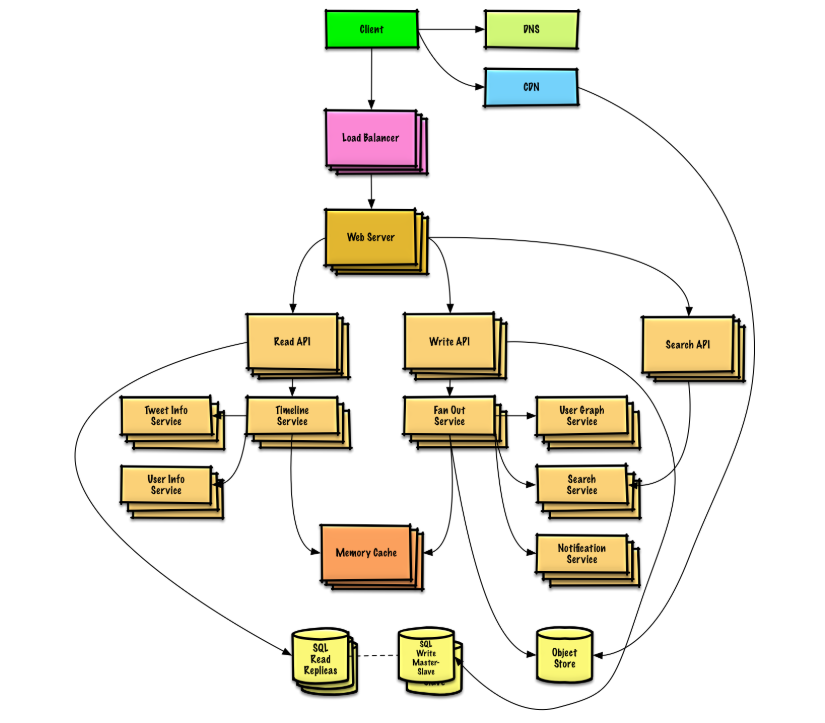 Client
DNS
CDN
Load Balancer
Web Server
Read API
Write API
Search API
Tweet Info
Service
Timeline
Service
Fan Out
Service
User Graph
Service
User Info
Service
Search
Service
Memory Cache
Notification
Service
SQL
Read
Replicas
SQL
Write
Master-
Slave
Object
Store